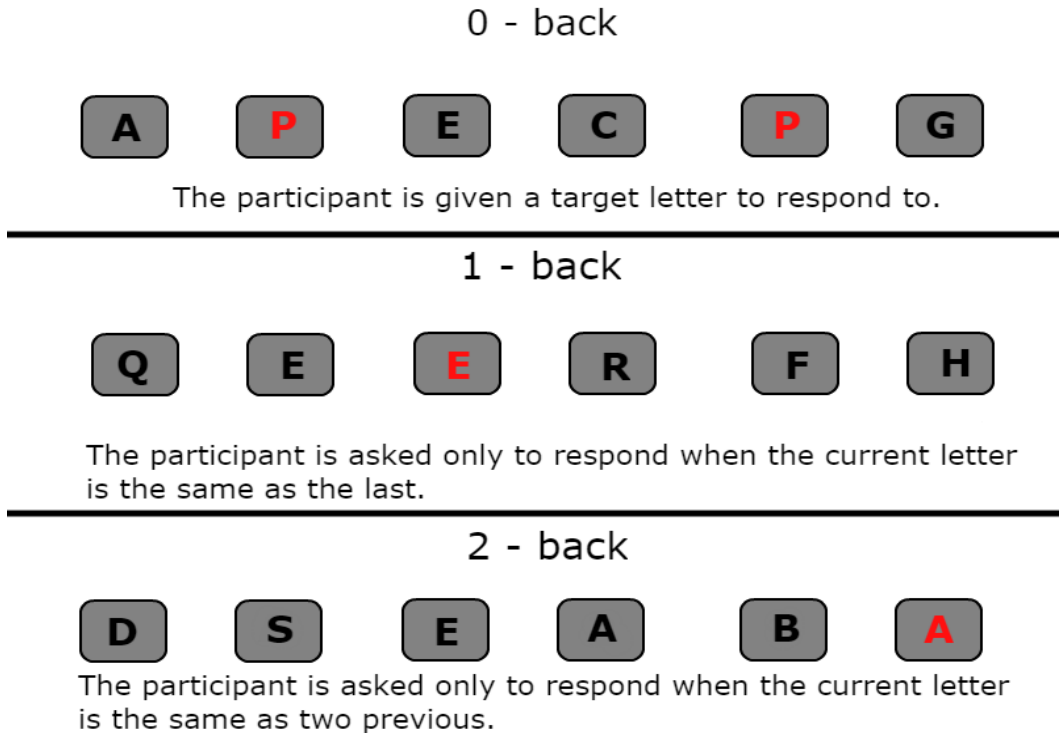 0 - back
A P E C P G
The participant is given a target letter to respond to.
1 - back
Q E E R F H
The participant is asked only to respond when the current letter
is the same as the last.
2 - back
D S E A B A
The participant is asked only to respond when the current letter
is the same as two previous.